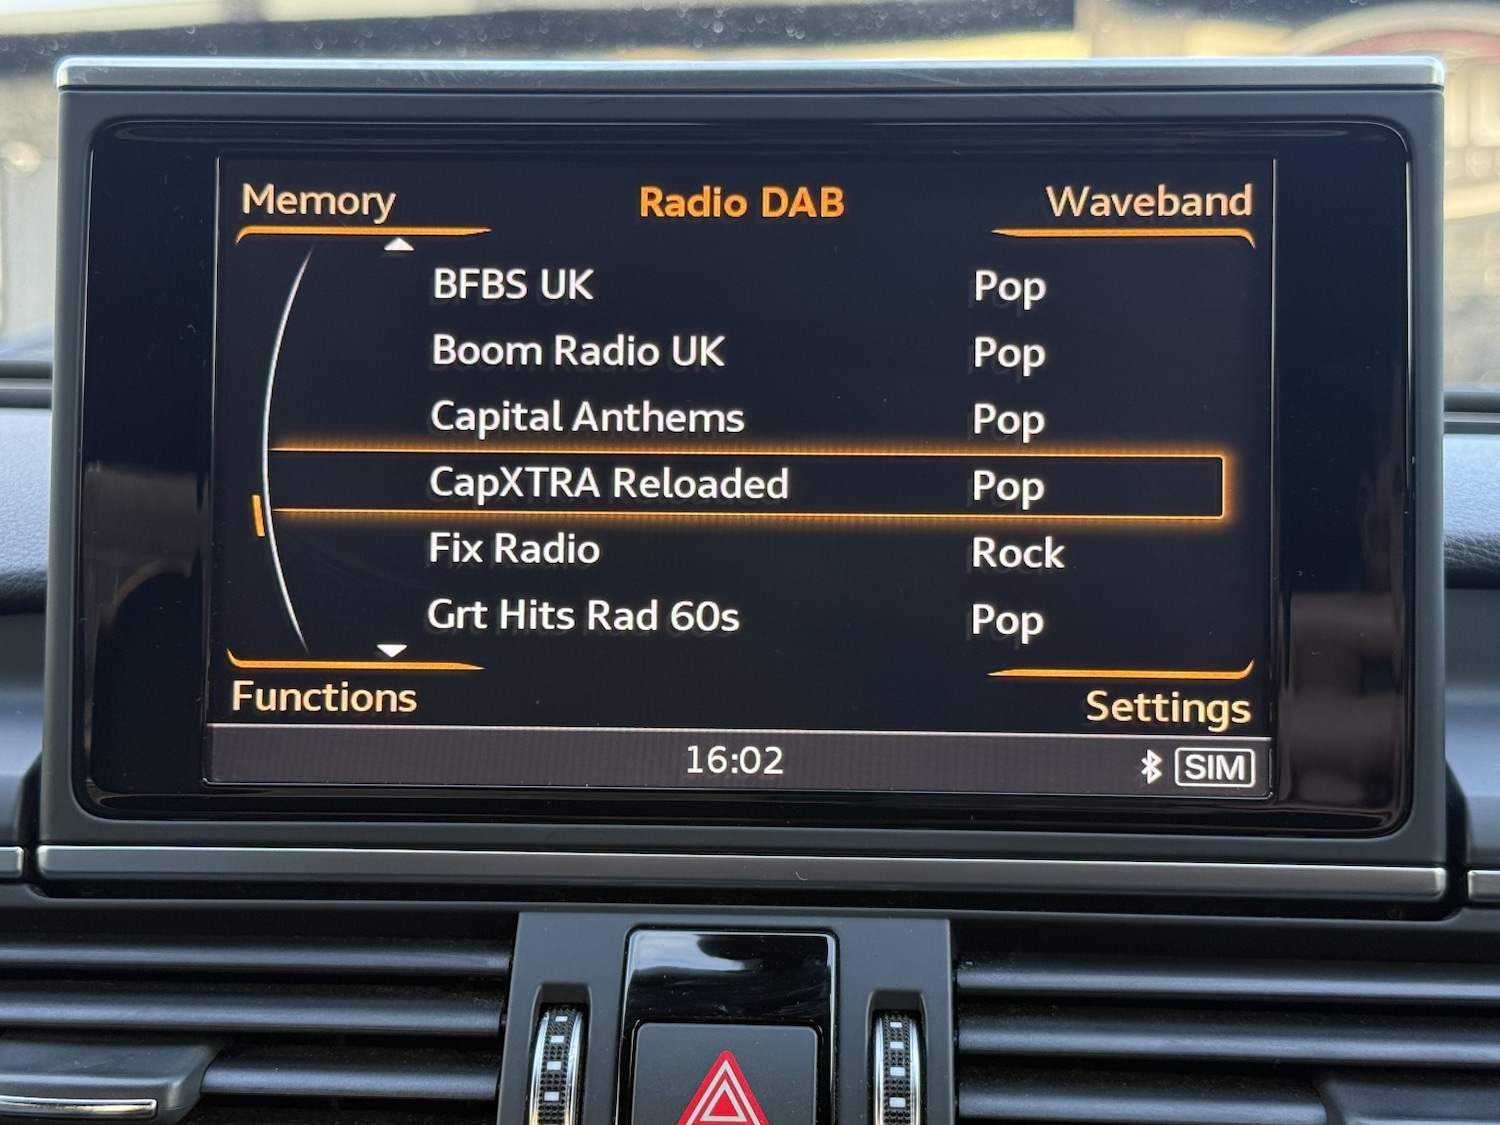 Memory Radio DAB Waveband
BFBS UK Pop
Boom Radio UK Pop
Capital Anthems Pop
CapXTRA Reloaded Pop
Fix Radio Rock
Grt Hits Rad 60s Pop
Functions Settings
16:02 SIM